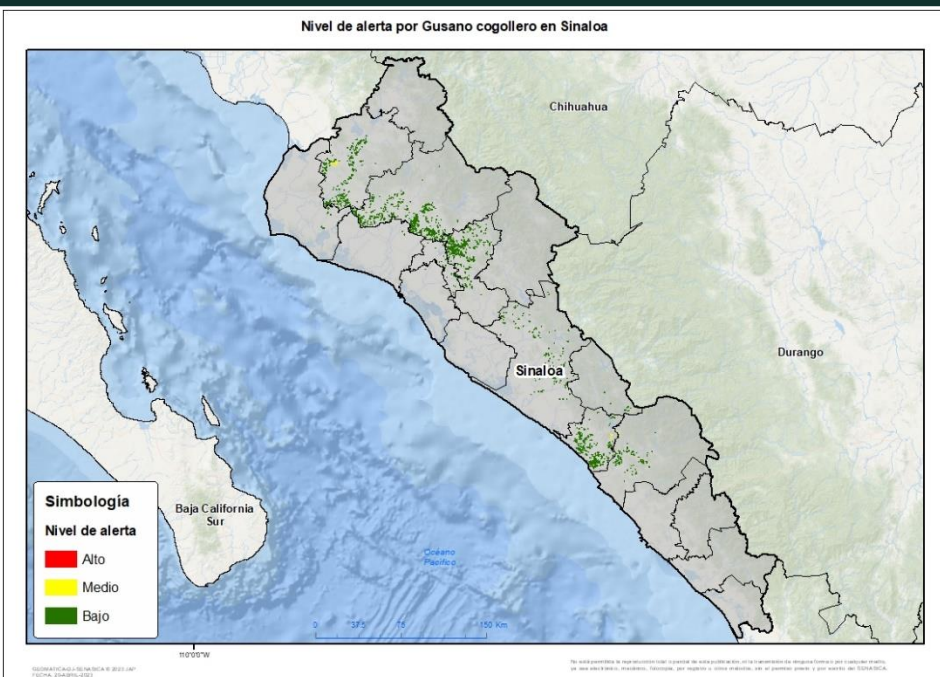 Nivel de alerta por Gusano cogollero en Sinaloa
Chihuahua
Durango
Sinaloa
Baja California
Sur
Océano
Pacífico
Simbología
Nivel de alerta
Alto
Medio
Bajo
0 37.5 75 150 Km
110°0'0"W